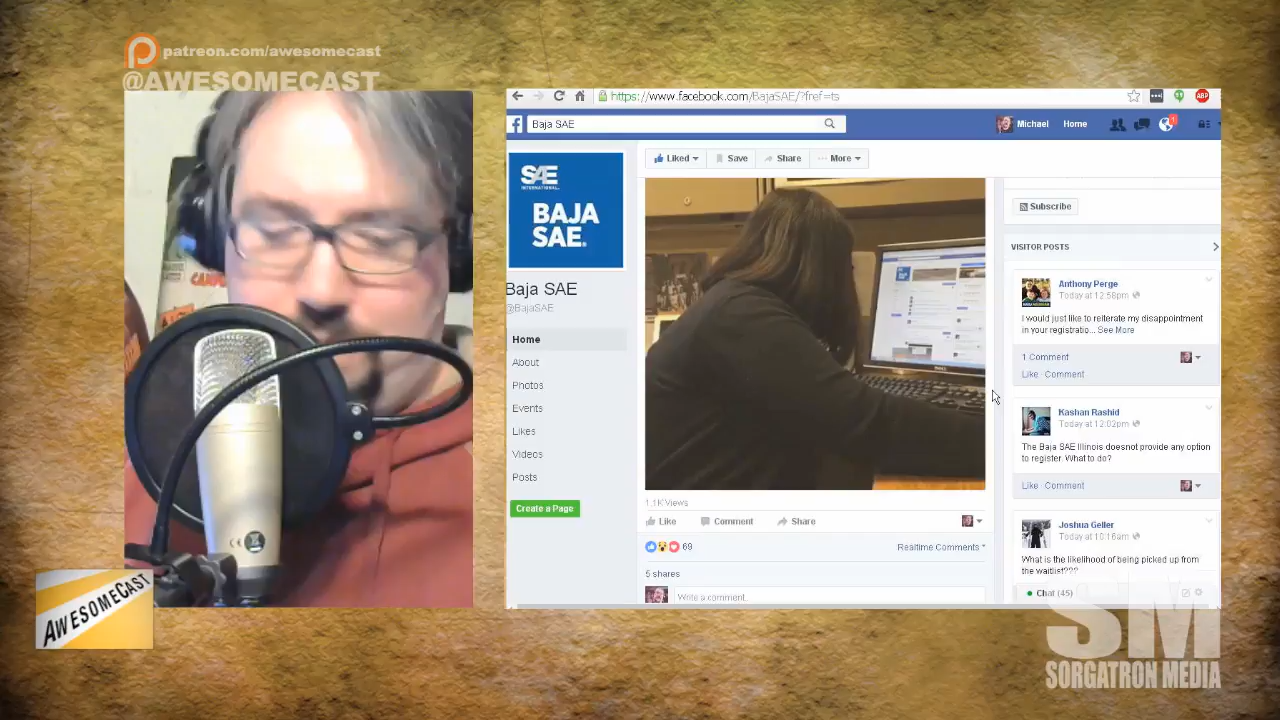 patreon.com/awesomecast
@AWESOMECAST
https://www.facebook.com/BajaSAE/?fref=ts
ABP
Baja SAE
Michael
Home
1
SAE
INTERNATIONAL
BAJA
SAE
Baja SAE
@BajaSAE
Home
About
Photos
Events
Likes
Videos
Posts
Create a Page
Liked
Save
Share
More
1.1K Views
Like
Comment
Share
69
Realtime Comments
5 shares
Write a comment...
Subscribe
VISITOR POSTS
Anthony Perge
Today at 12:58pm
I would just like to reiterate my disappointment
in your registratio... See More
1 Comment
Like · Comment
Kashan Rashid
Today at 12:02pm
The Baja SAE Illinois doesnot provide any option
to register. What to do?
Like · Comment
Joshua Geller
Today at 10:16am
What is the likelihood of being picked up from
the waitlist???
Chat (45)
AWESOMECAST
SM
SORGATRON MEDIA